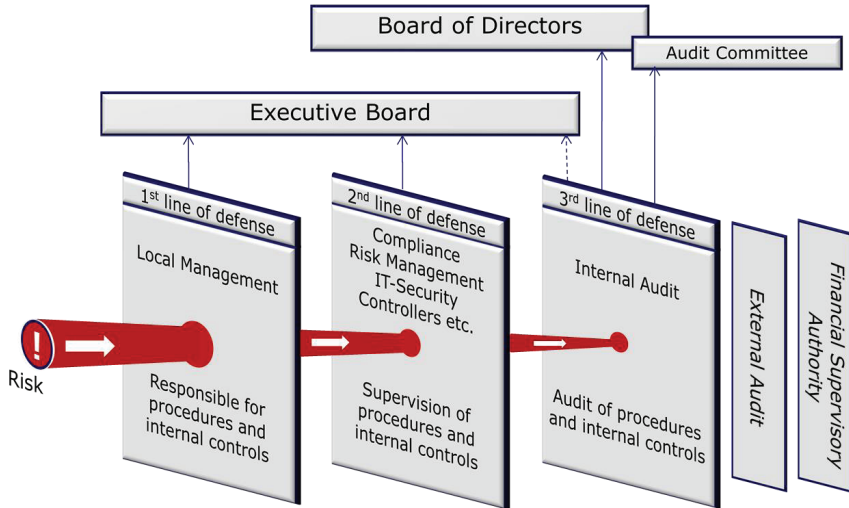 Board of Directors
Audit Committee
Executive Board
1st line of defense
Local Management
Responsible for
procedures and
internal controls
2nd line of defense
Compliance
Risk Management
IT-Security
Controllers etc.
Supervision of
procedures and
internal controls
3rd line of defense
Internal Audit
Audit of procedures
and internal controls
External Audit
Financial Supervisory
Authority
!
Risk